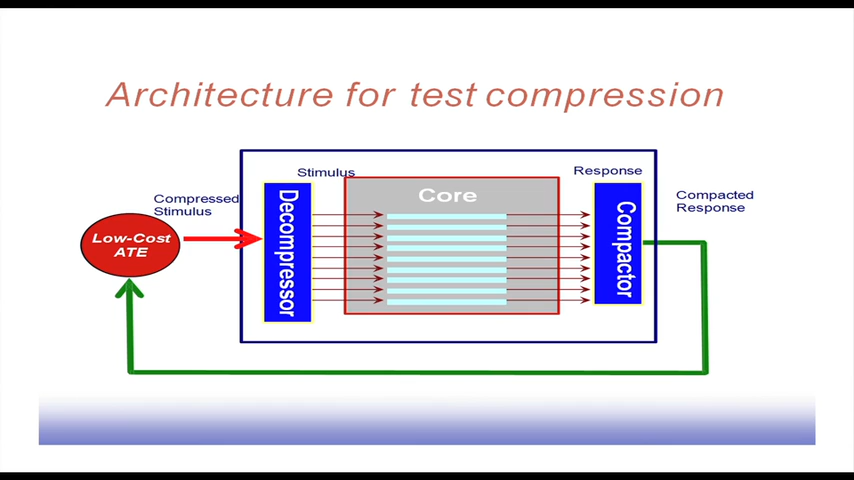 Architecture for test compression
Stimulus
Response
Compressed
Stimulus
Core
Compacted
Response
Decompressor
Compactor
Low-Cost
ATE